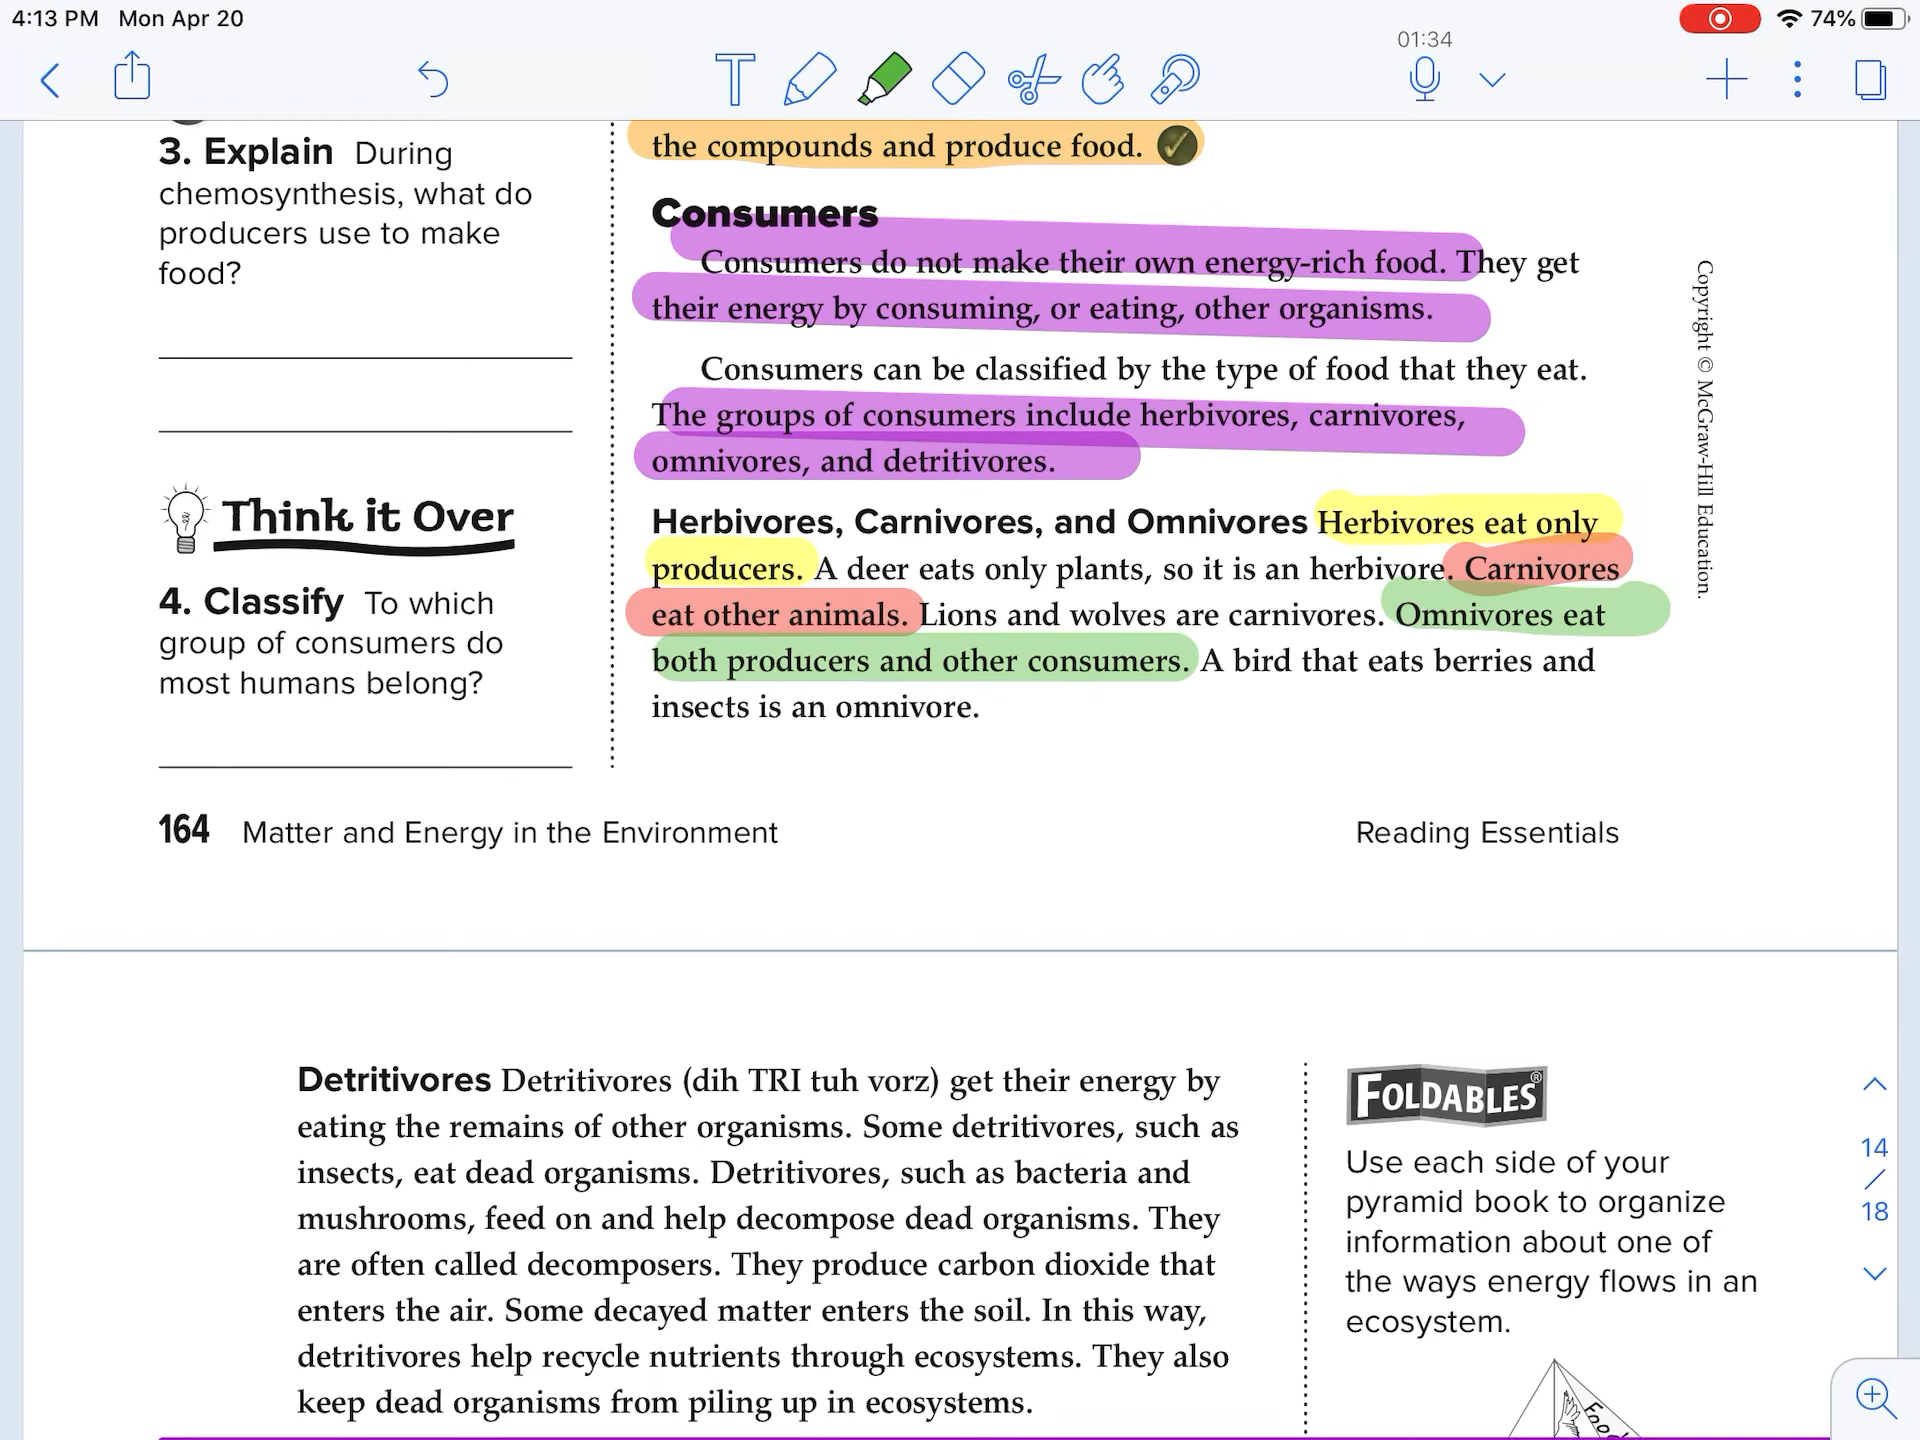 4:13 PM Mon Apr 20
74%
01:34
3. Explain During
chemosynthesis, what do
producers use to make
food?
Think it Over
4. Classify To which
group of consumers do
most humans belong?
the compounds and produce food.
Consumers
Consumers do not make their own energy-rich food. They get
their energy by consuming, or eating, other organisms.
Consumers can be classified by the type of food that they eat.
The groups of consumers include herbivores, carnivores,
omnivores, and detritivores.
Herbivores, Carnivores, and Omnivores Herbivores eat only
producers. A deer eats only plants, so it is an herbivore. Carnivores
eat other animals. Lions and wolves are carnivores. Omnivores eat
both producers and other consumers. A bird that eats berries and
insects is an omnivore.
Copyright © McGraw-Hill Education.
164 Matter and Energy in the Environment
Reading Essentials
Detritivores Detritivores (dih TRI tuh vorz) get their energy by
eating the remains of other organisms. Some detritivores, such as
insects, eat dead organisms. Detritivores, such as bacteria and
mushrooms, feed on and help decompose dead organisms. They
are often called decomposers. They produce carbon dioxide that
enters the air. Some decayed matter enters the soil. In this way,
detritivores help recycle nutrients through ecosystems. They also
keep dead organisms from piling up in ecosystems.
FOLDABLES®
Use each side of your
pyramid book to organize
information about one of
the ways energy flows in an
ecosystem.
Food
14
/
18